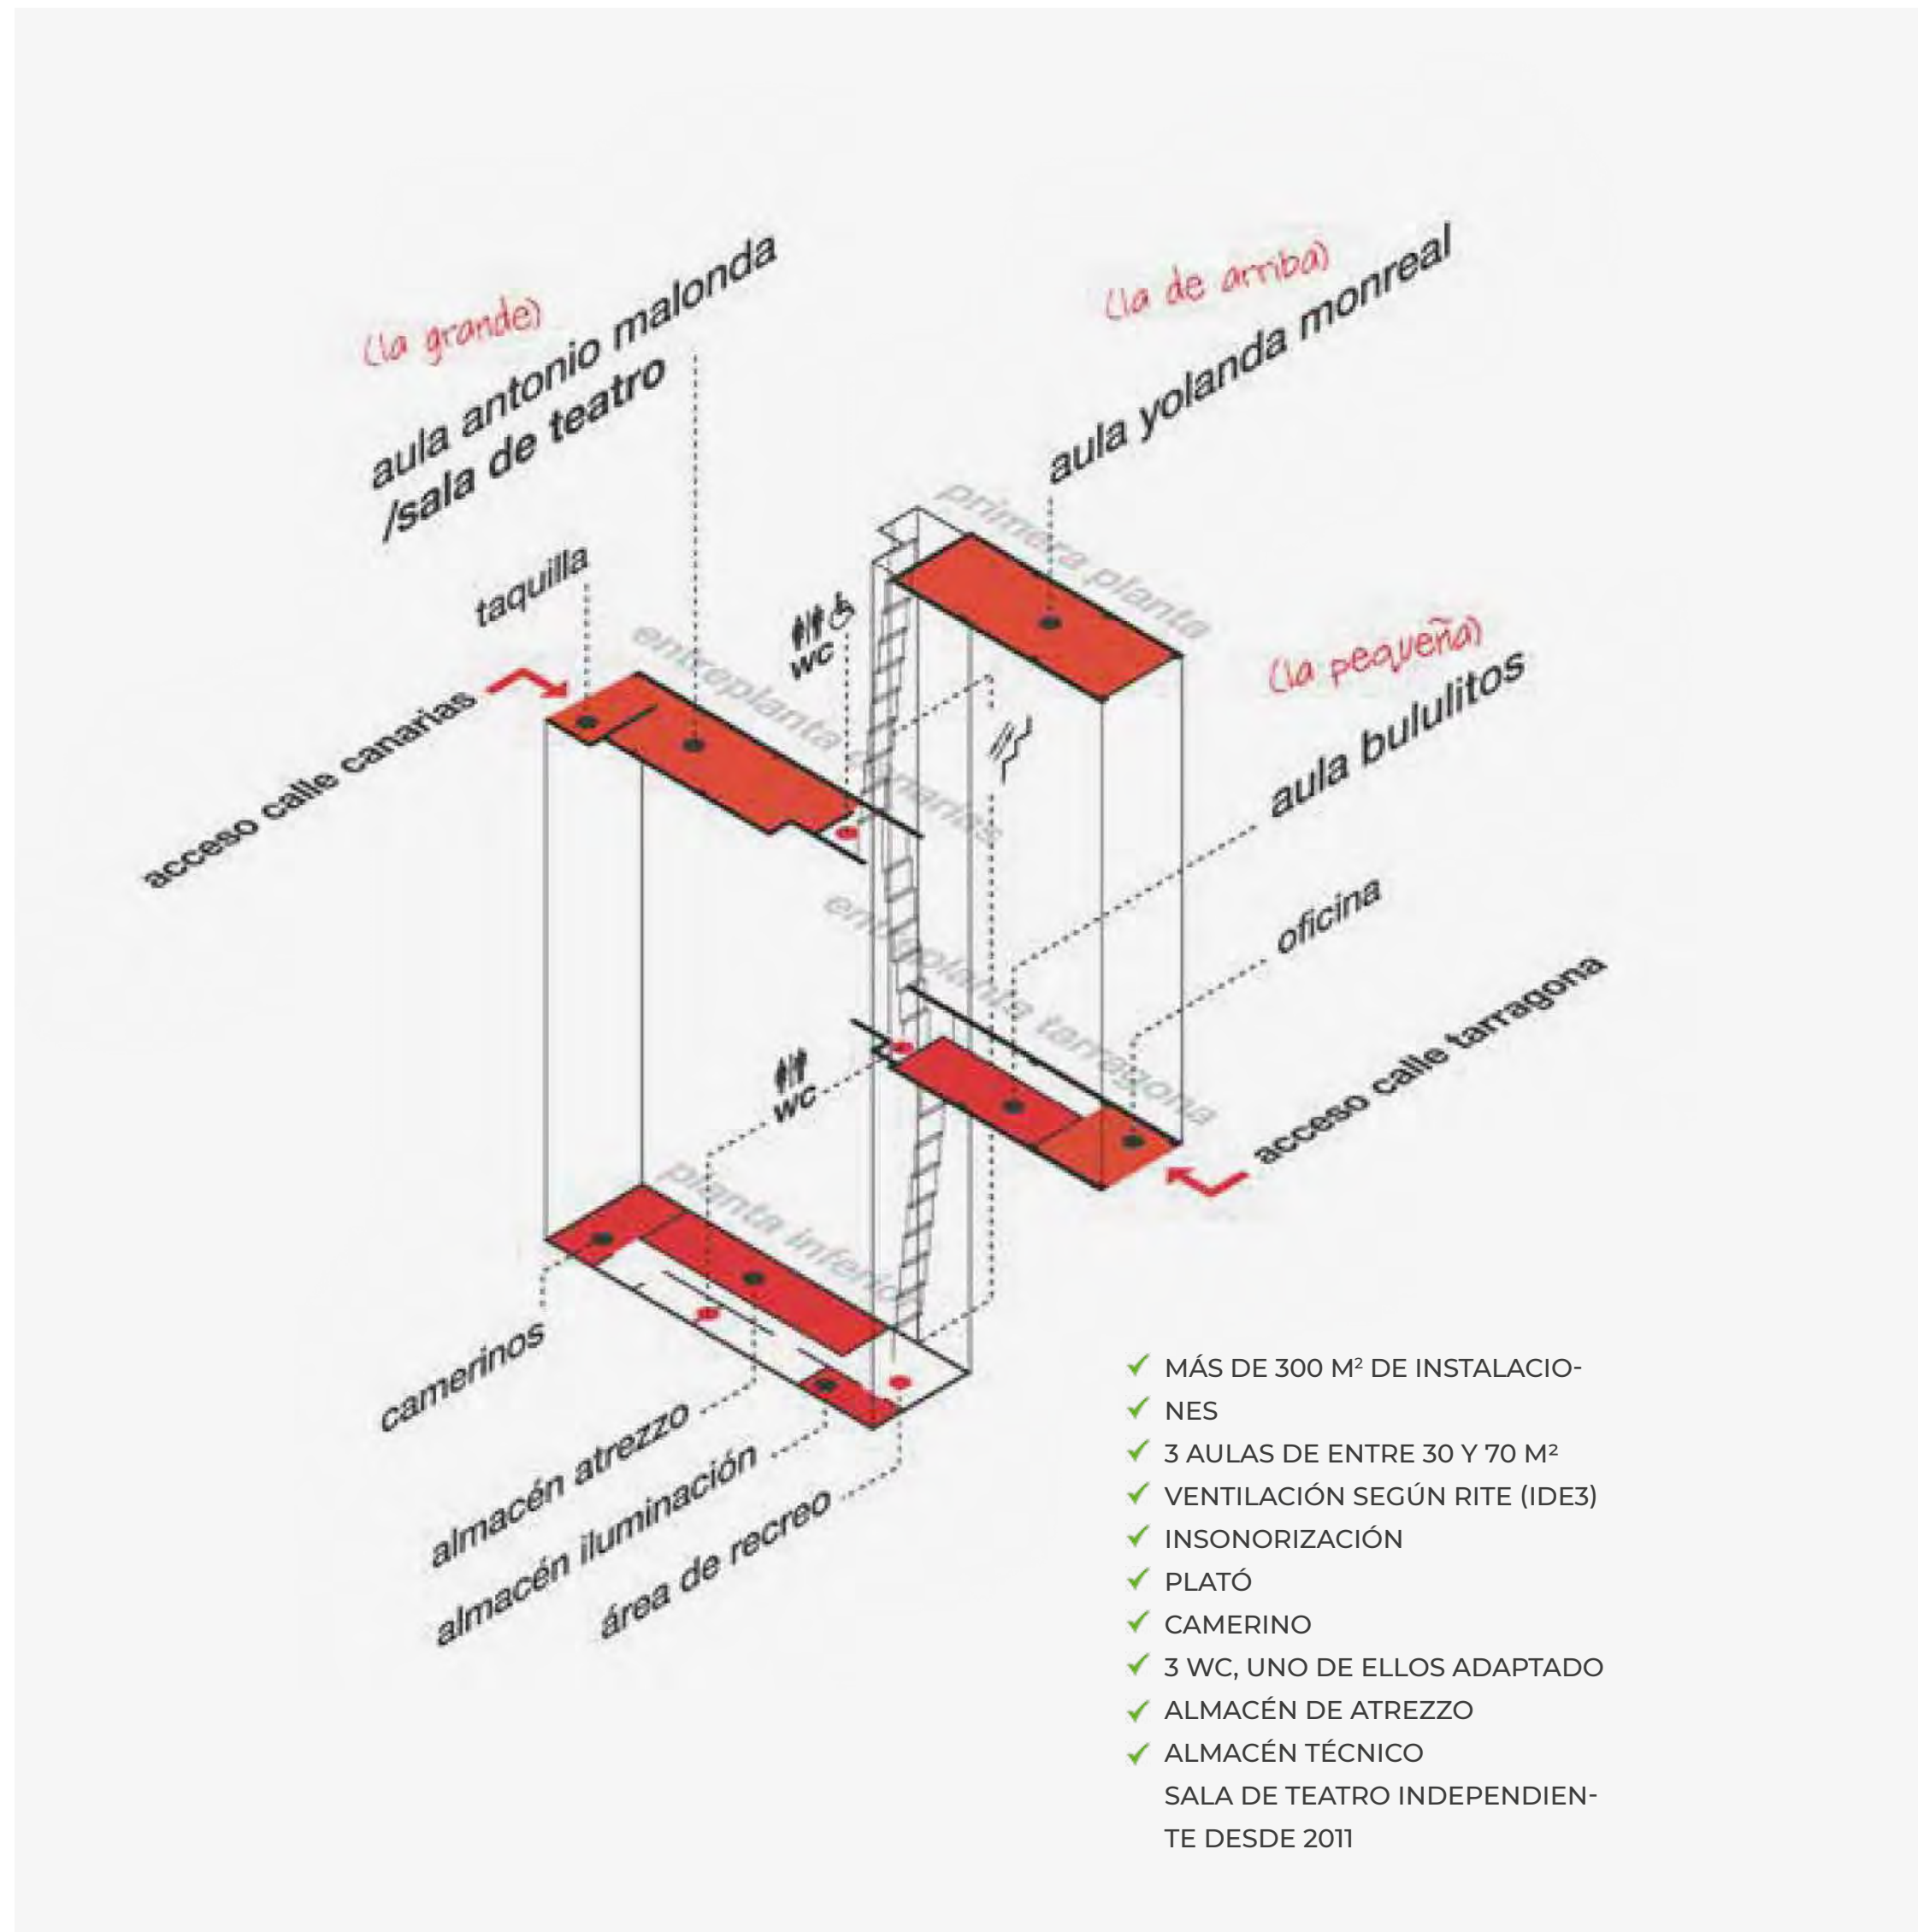 (la grande)
aula antonio malonda
/sala de teatro
(la de arriba)
aula yolanda monreal
primera planta
taquilla
entreplanta canarias
WC
(la pequeña)
aula bululitos
acceso calle canarias
oficina
entreplanta tarragona
acceso calle tarragona
WC
planta inferior
camerinos
almacén atrezzo
almacén iluminación
área de recreo
MÁS DE 300 M² DE INSTALACIO-
NES
3 AULAS DE ENTRE 30 Y 70 M²
VENTILACIÓN SEGÚN RITE (IDE3)
INSONORIZACIÓN
PLATÓ
CAMERINO
3 WC, UNO DE ELLOS ADAPTADO
ALMACÉN DE ATREZZO
ALMACÉN TÉCNICO
SALA DE TEATRO INDEPENDIEN-
TE DESDE 2011